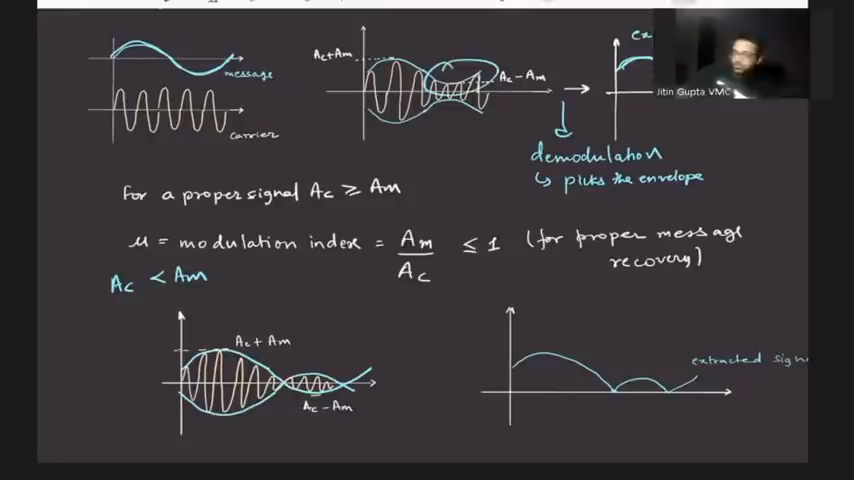 Ac+Am
message
Ac-Am
carrier
Jitin Gupta VMC
demodulation
↳ picks the envelope
for a proper signal Ac ≥ Am
μ = modulation index = Am/Ac ≤ 1 (for proper message recovery)
Ac < Am
Ac+ Am
Ac-Am
extracted